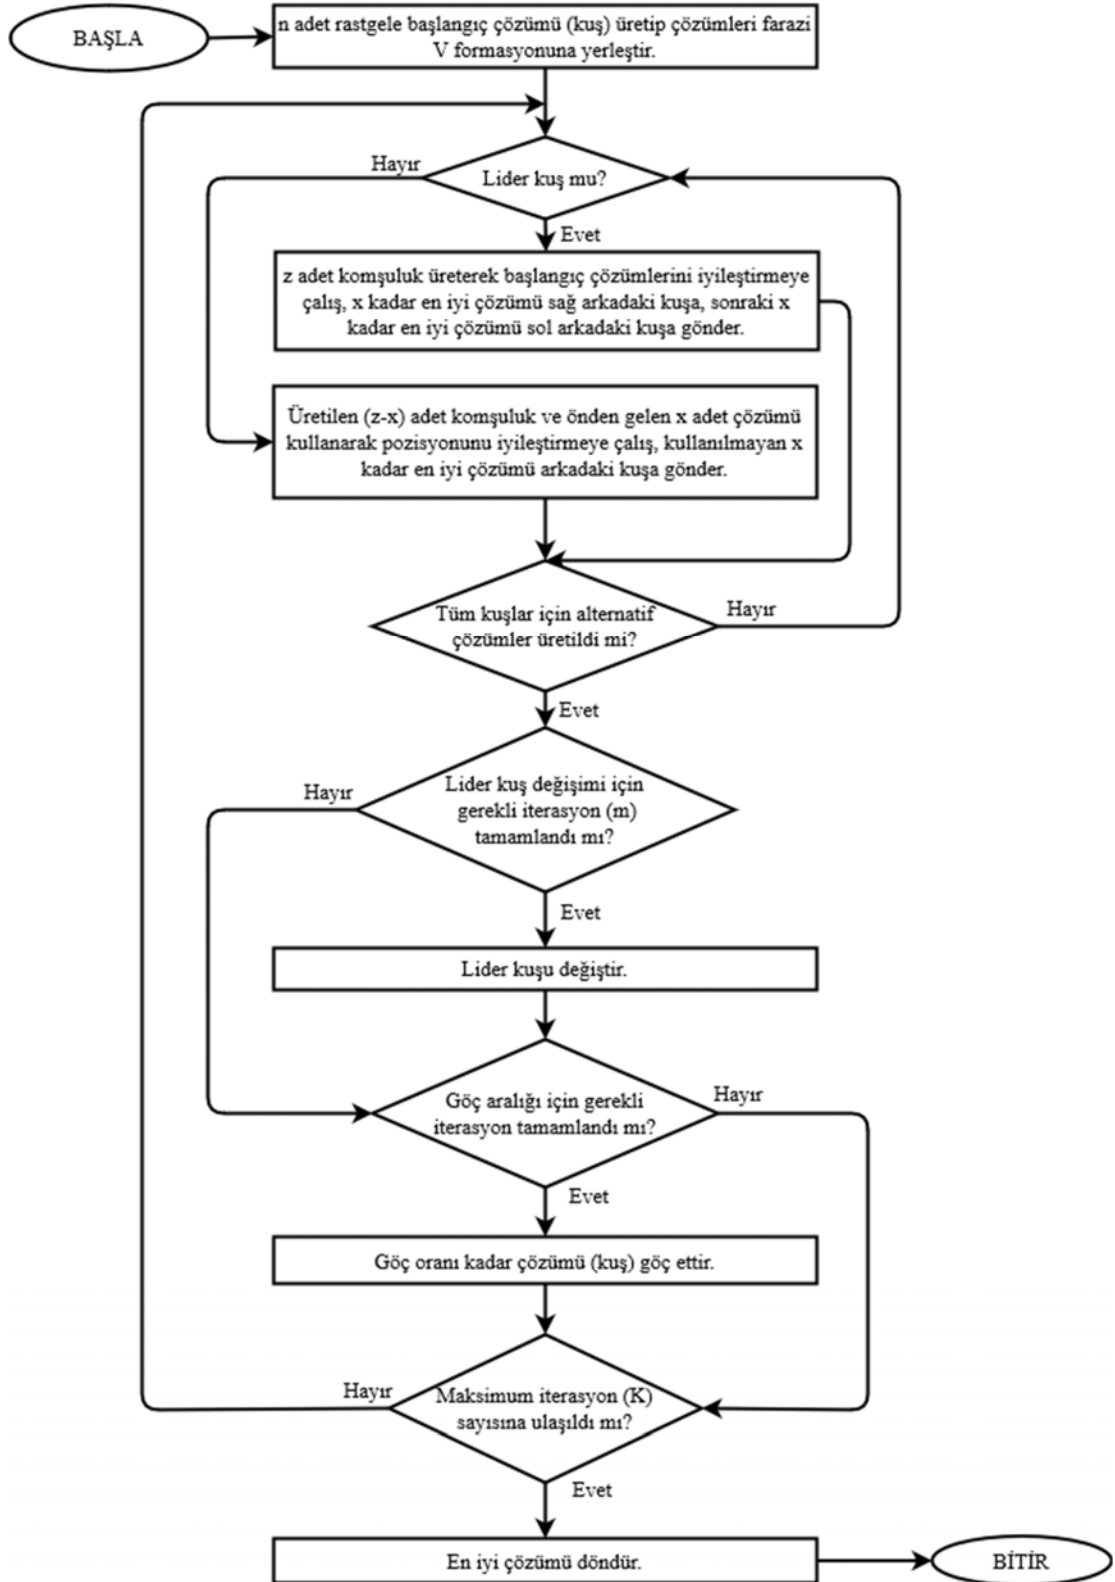 BAŞLA
n adet rastgele başlangıç çözümü (kuş) üretip çözümleri farazi
V formasyonuna yerleştir.
Hayır
Lider kuş mu?
Evet
z adet komşuluk üreterek başlangıç çözümlerini iyileştirmeye
çalış, x kadar en iyi çözümü sağ arkadaki kuşa, sonraki x
kadar en iyi çözümü sol arkadaki kuşa gönder.
Üretilen (z-x) adet komşuluk ve önden gelen x adet çözümü
kullanarak pozisyonunu iyileştirmeye çalış, kullanılmayan x
kadar en iyi çözümü arkadaki kuşa gönder.
Tüm kuşlar için alternatif
çözümler üretildi mi?
Hayır
Evet
Hayır
Lider kuş değişimi için
gerekli iterasyon (m)
tamamlandı mı?
Evet
Lider kuşu değiştir.
Göç aralığı için gerekli
iterasyon tamamlandı mı?
Hayır
Evet
Göç oranı kadar çözümü (kuş) göç ettir.
Hayır
Maksimum iterasyon (K)
sayısına ulaşıldı mı?
Evet
En iyi çözümü döndür.
BİTİR